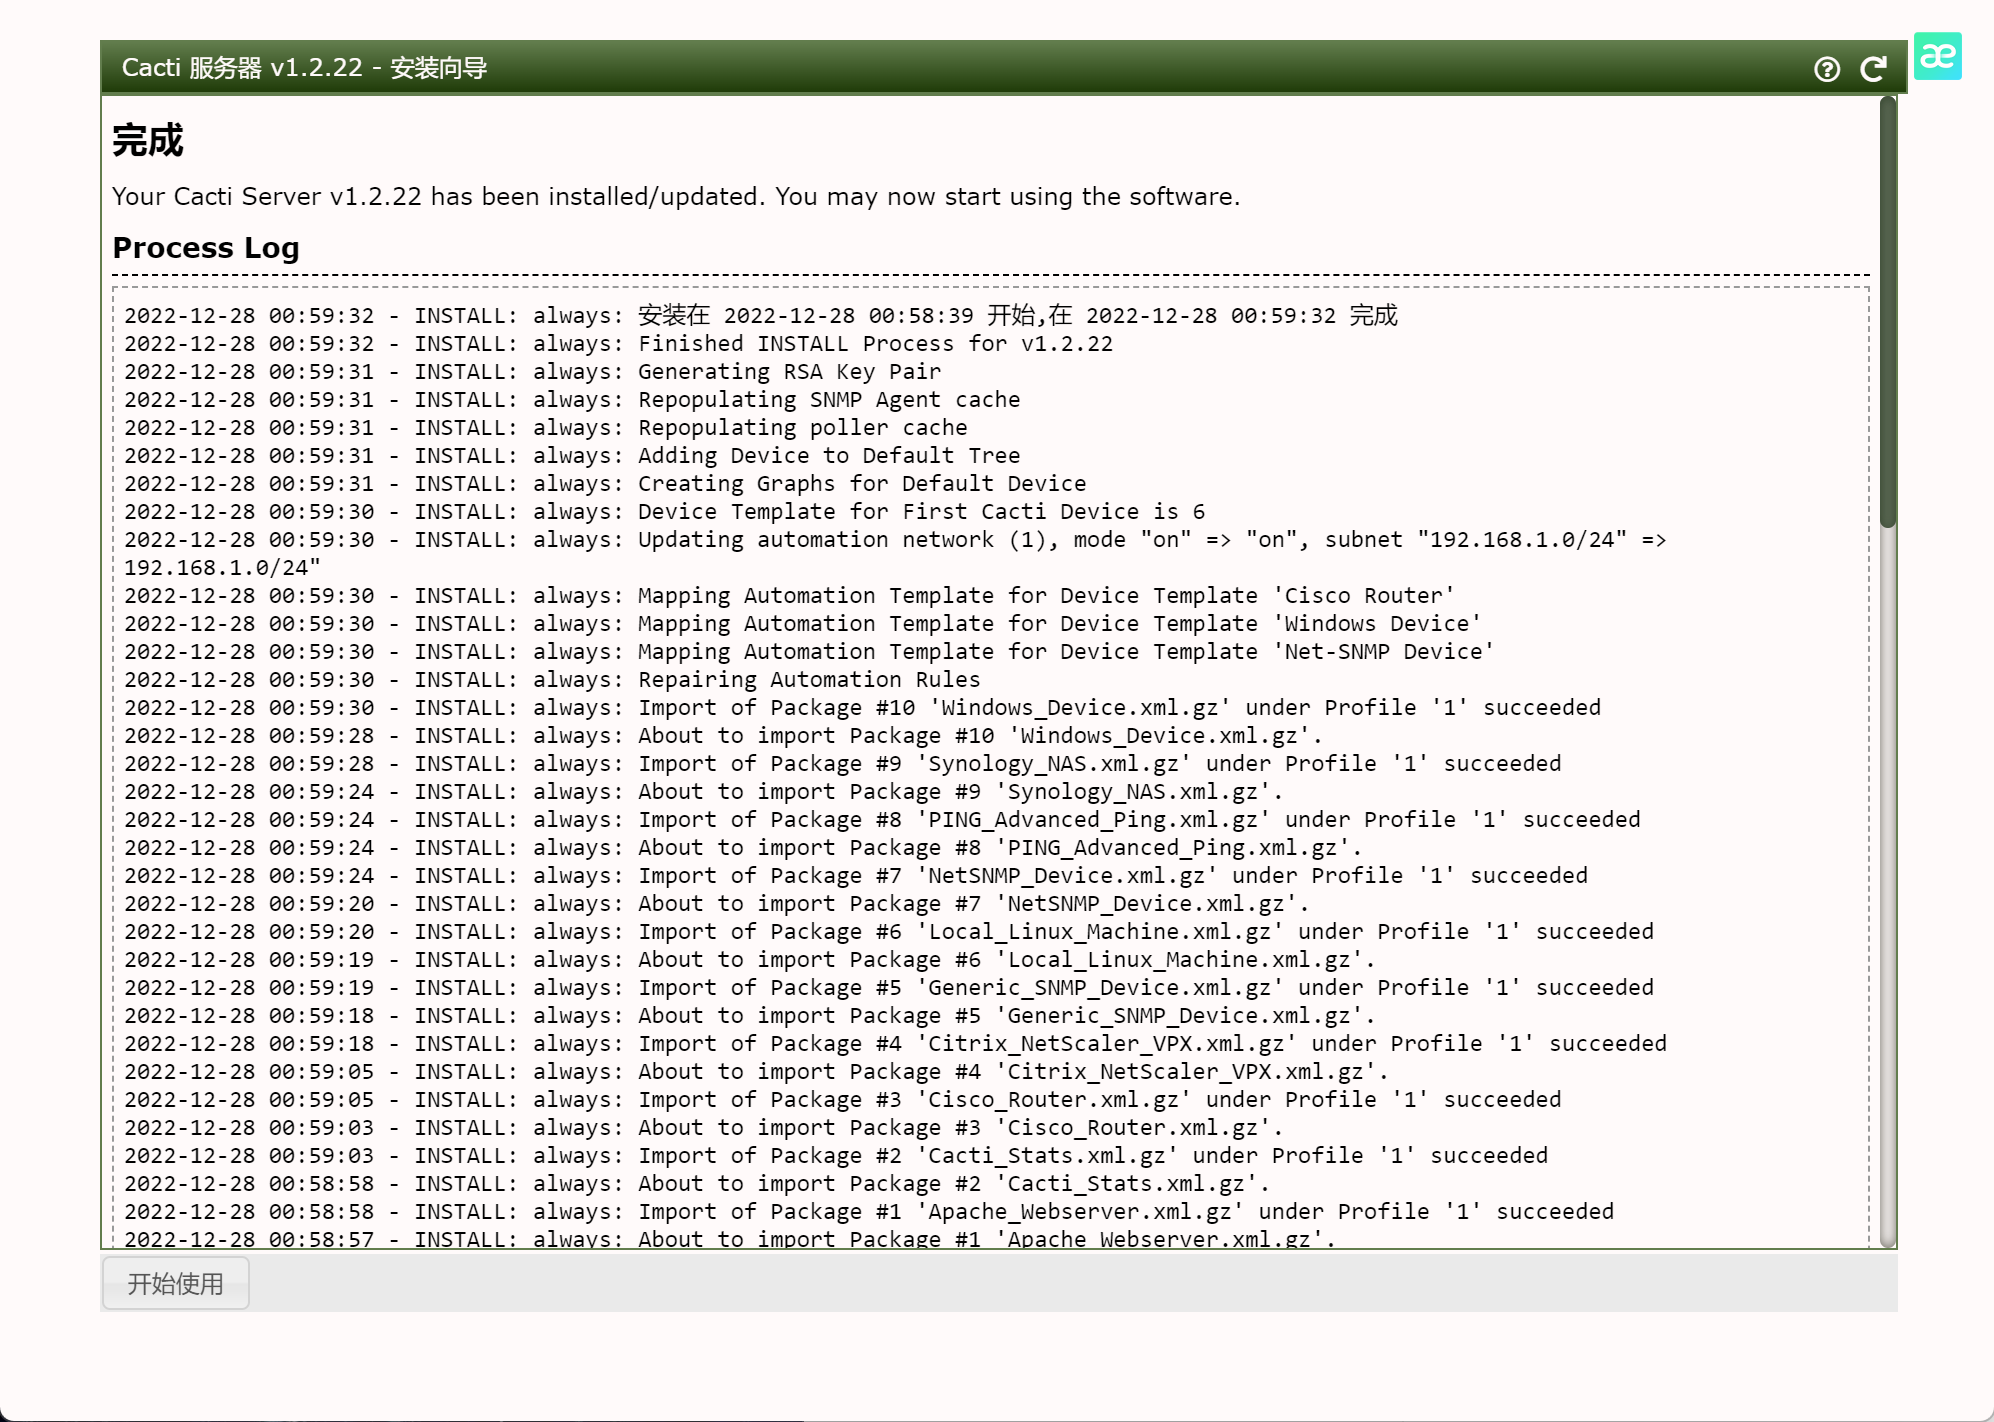 Cacti 服务器 v1.2.22 - 安装向导
æ
完成
Your Cacti Server v1.2.22 has been installed/updated. You may now start using the software.
Process Log
2022-12-28 00:59:32 - INSTALL: always: 安装在 2022-12-28 00:58:39 开始,在 2022-12-28 00:59:32 完成
2022-12-28 00:59:32 - INSTALL: always: Finished INSTALL Process for v1.2.22
2022-12-28 00:59:31 - INSTALL: always: Generating RSA Key Pair
2022-12-28 00:59:31 - INSTALL: always: Repopulating SNMP Agent cache
2022-12-28 00:59:31 - INSTALL: always: Repopulating poller cache
2022-12-28 00:59:31 - INSTALL: always: Adding Device to Default Tree
2022-12-28 00:59:31 - INSTALL: always: Creating Graphs for Default Device
2022-12-28 00:59:30 - INSTALL: always: Device Template for First Cacti Device is 6
2022-12-28 00:59:30 - INSTALL: always: Updating automation network (1), mode "on" => "on", subnet "192.168.1.0/24" =>
192.168.1.0/24"
2022-12-28 00:59:30 - INSTALL: always: Mapping Automation Template for Device Template 'Cisco Router'
2022-12-28 00:59:30 - INSTALL: always: Mapping Automation Template for Device Template 'Windows Device'
2022-12-28 00:59:30 - INSTALL: always: Mapping Automation Template for Device Template 'Net-SNMP Device'
2022-12-28 00:59:30 - INSTALL: always: Repairing Automation Rules
2022-12-28 00:59:30 - INSTALL: always: Import of Package #10 'Windows_Device.xml.gz' under Profile '1' succeeded
2022-12-28 00:59:28 - INSTALL: always: About to import Package #10 'Windows_Device.xml.gz'.
2022-12-28 00:59:28 - INSTALL: always: Import of Package #9 'Synology_NAS.xml.gz' under Profile '1' succeeded
2022-12-28 00:59:24 - INSTALL: always: About to import Package #9 'Synology_NAS.xml.gz'.
2022-12-28 00:59:24 - INSTALL: always: Import of Package #8 'PING_Advanced_Ping.xml.gz' under Profile '1' succeeded
2022-12-28 00:59:24 - INSTALL: always: About to import Package #8 'PING_Advanced_Ping.xml.gz'.
2022-12-28 00:59:24 - INSTALL: always: Import of Package #7 'NetSNMP_Device.xml.gz' under Profile '1' succeeded
2022-12-28 00:59:20 - INSTALL: always: About to import Package #7 'NetSNMP_Device.xml.gz'.
2022-12-28 00:59:20 - INSTALL: always: Import of Package #6 'Local_Linux_Machine.xml.gz' under Profile '1' succeeded
2022-12-28 00:59:19 - INSTALL: always: About to import Package #6 'Local_Linux_Machine.xml.gz'.
2022-12-28 00:59:19 - INSTALL: always: Import of Package #5 'Generic_SNMP_Device.xml.gz' under Profile '1' succeeded
2022-12-28 00:59:18 - INSTALL: always: About to import Package #5 'Generic_SNMP_Device.xml.gz'.
2022-12-28 00:59:18 - INSTALL: always: Import of Package #4 'Citrix_NetScaler_VPX.xml.gz' under Profile '1' succeeded
2022-12-28 00:59:05 - INSTALL: always: About to import Package #4 'Citrix_NetScaler_VPX.xml.gz'.
2022-12-28 00:59:05 - INSTALL: always: Import of Package #3 'Cisco_Router.xml.gz' under Profile '1' succeeded
2022-12-28 00:59:03 - INSTALL: always: About to import Package #3 'Cisco_Router.xml.gz'.
2022-12-28 00:59:03 - INSTALL: always: Import of Package #2 'Cacti_Stats.xml.gz' under Profile '1' succeeded
2022-12-28 00:58:58 - INSTALL: always: About to import Package #2 'Cacti_Stats.xml.gz'.
2022-12-28 00:58:58 - INSTALL: always: Import of Package #1 'Apache_Webserver.xml.gz' under Profile '1' succeeded
2022-12-28 00:58:57 - INSTALL: always: About to import Package #1 'Apache_Webserver.xml.gz'.
开始使用